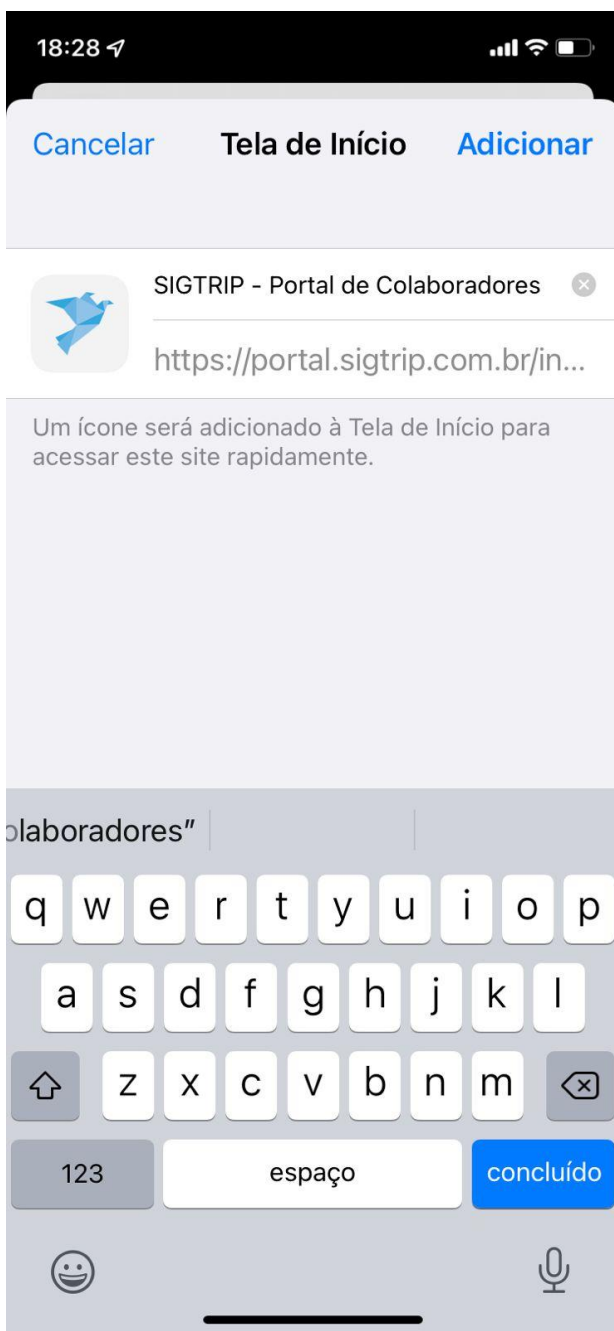 18:28
Cancelar Tela de Início Adicionar
SIGTRIP - Portal de Colaboradores
https://portal.sigtrip.com.br/in...
Um ícone será adicionado à Tela de Início para
acessar este site rapidamente.
olaboradores”
q w e r t y u i o p
a s d f g h j k l
z x c v b n m
123 espaço concluído